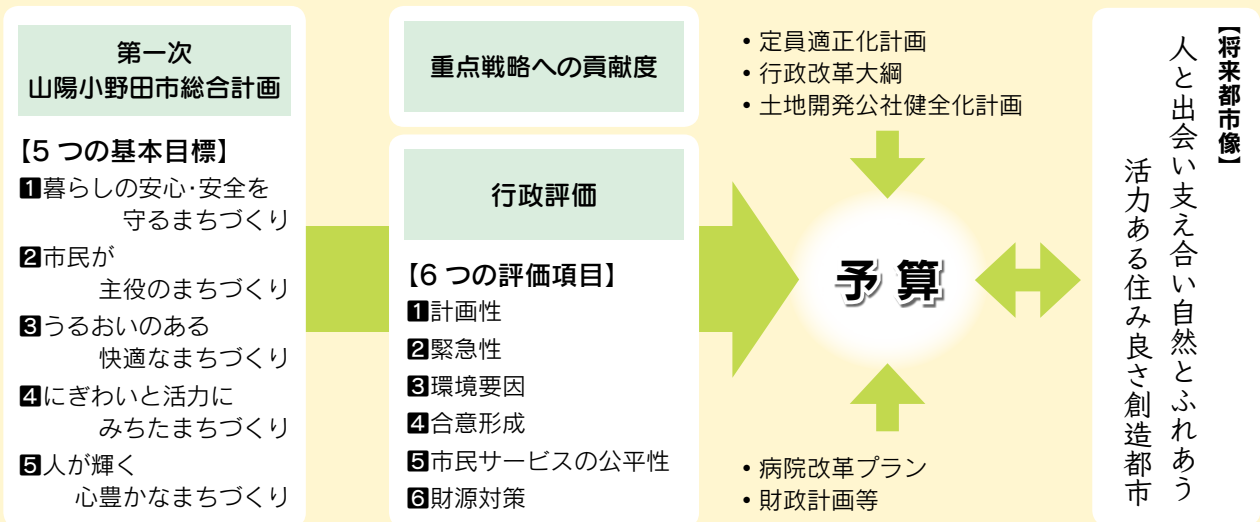 第一次
山陽小野田市総合計画
【5つの基本目標】
1暮らしの安心・安全を
守るまちづくり
2市民が
主役のまちづくり
3うるおいのある
快適なまちづくり
4にぎわいと活力に
みちたまちづくり
5人が輝く
心豊かなまちづくり
重点戦略への貢献度
行政評価
【6つの評価項目】
1計画性
2緊急性
3環境要因
4合意形成
5市民サービスの公平性
6財源対策
•定員適正化計画
•行政改革大綱
•土地開発公社健全化計画
予算
•病院改革プラン
•財政計画等
【将来都市像】
人と出会い支え合い自然とふれあう
活力ある住み良さ創造都市